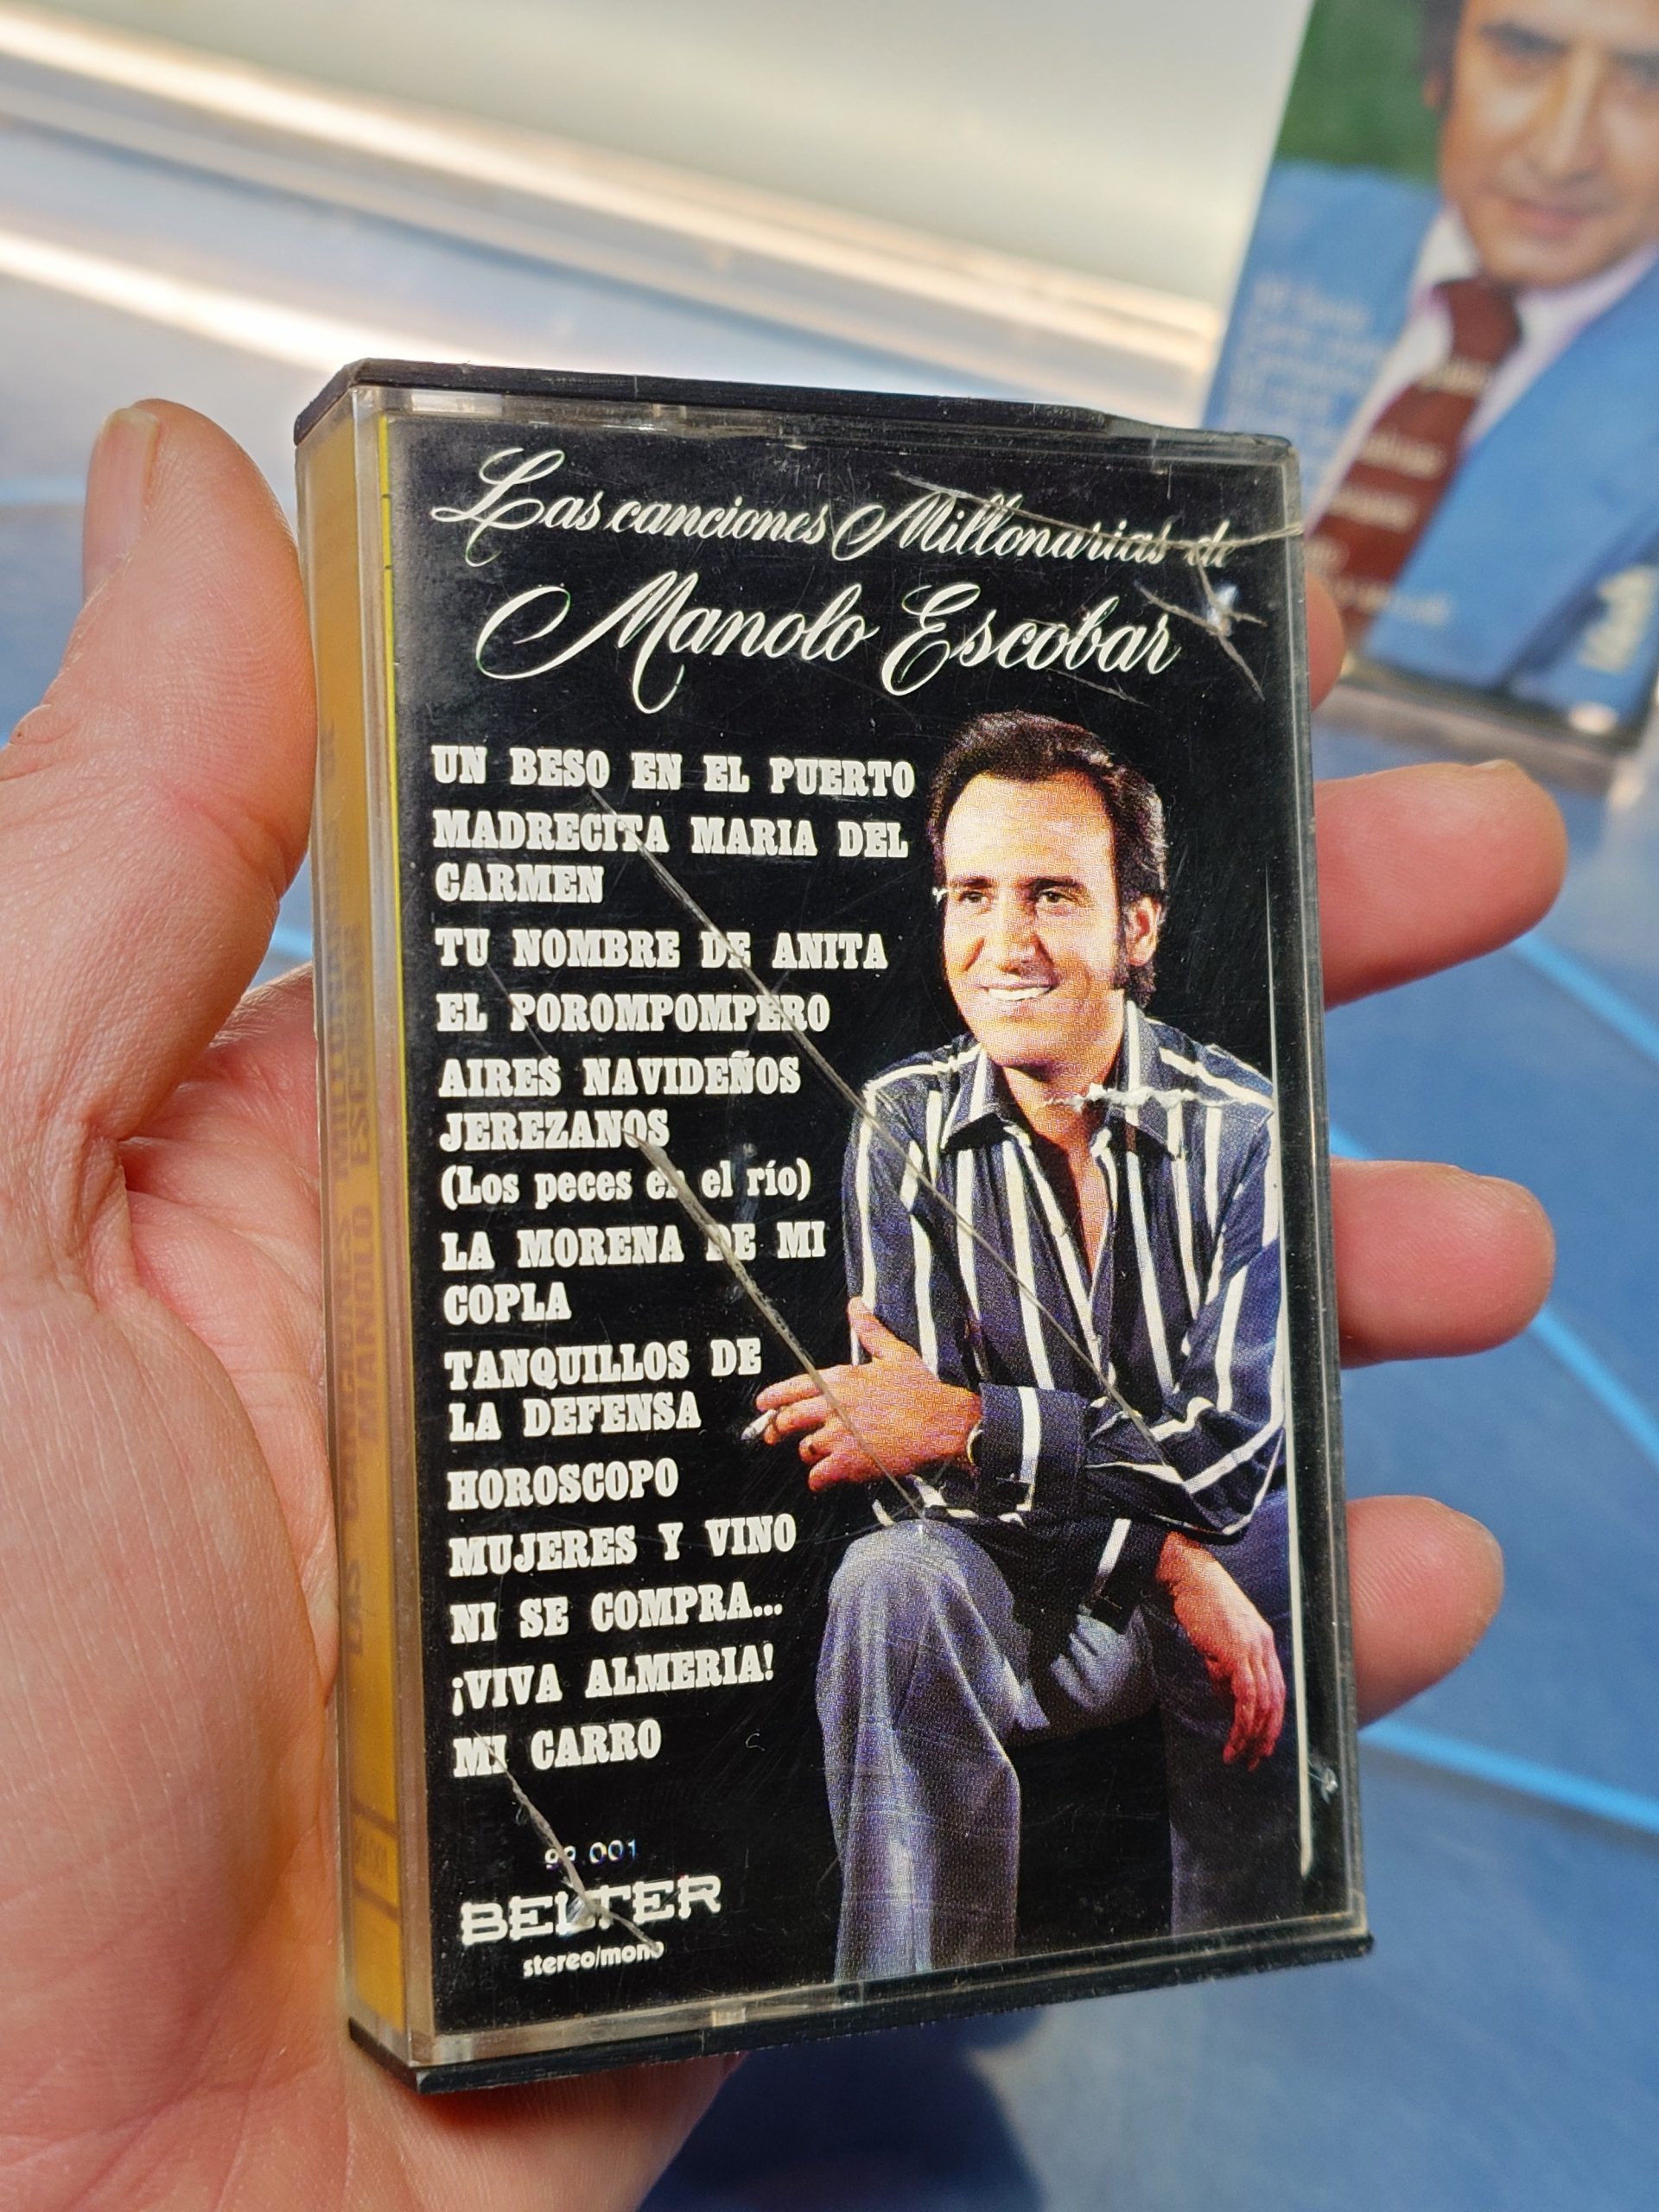 Las canciones Millonarias de
Manolo Escobar
UN BESO EN EL PUERTO
MADRECITA MARIA DEL
CARMEN
TU NOMBRE DE ANITA
EL POROMPOMPERO
AIRES NAVIDEÑOS
JEREZANOS
(Los peces en el río)
LA MORENA DE MI
COPLA
TANQUILLOS DE
LA DEFENSA
HOROSCOPO
MUJERES Y VINO
NI SE COMPRA...
¡VIVA ALMERIA!
MI CARRO
99.001
BELTER
stereo/mono